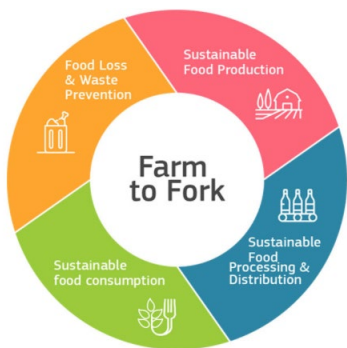 Food Loss
& Waste
Prevention
Sustainable
Food Production
Farm
to Fork
Sustainable
Food
Processing &
Distribution
Sustainable
food consumption